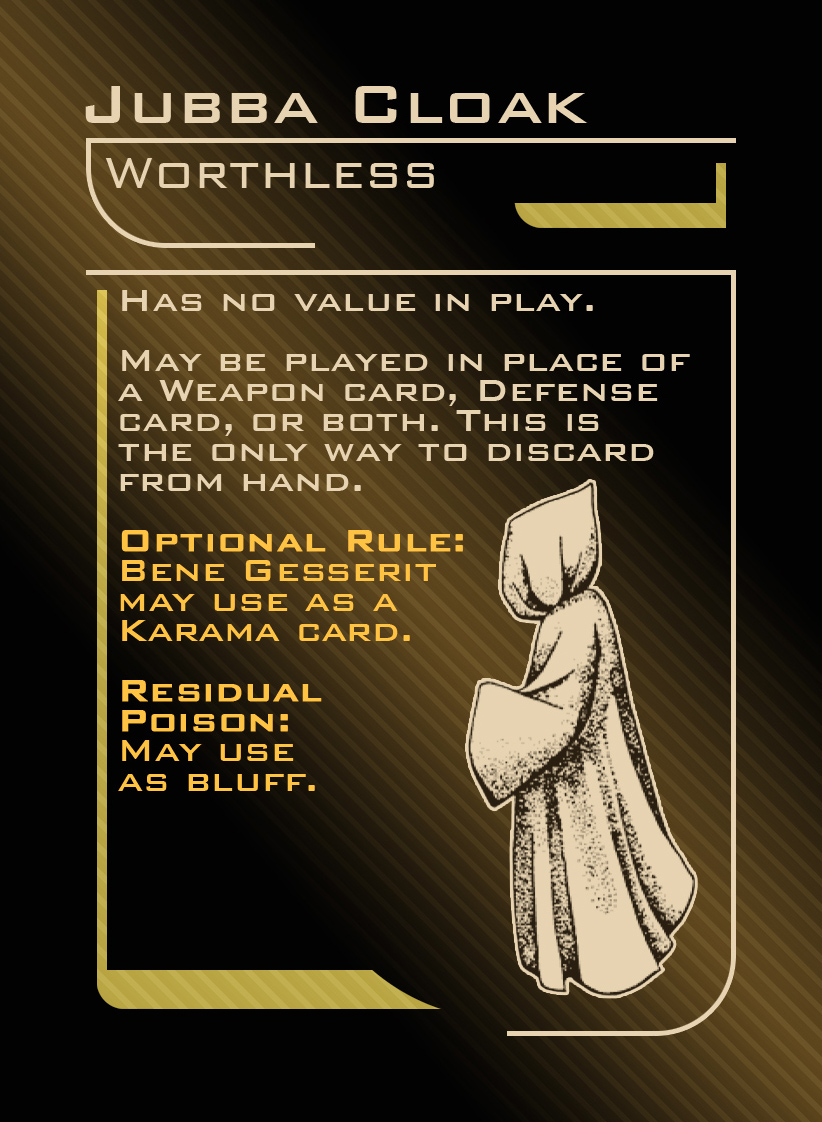 Jubba Cloak
Worthless
Has no value in play.
May be played in place of
a Weapon card, Defense
card, or both. This is
the only way to discard
from hand.
Optional Rule:
Bene Gesserit
may use as a
Karama card.
Residual
Poison:
May use
as bluff.